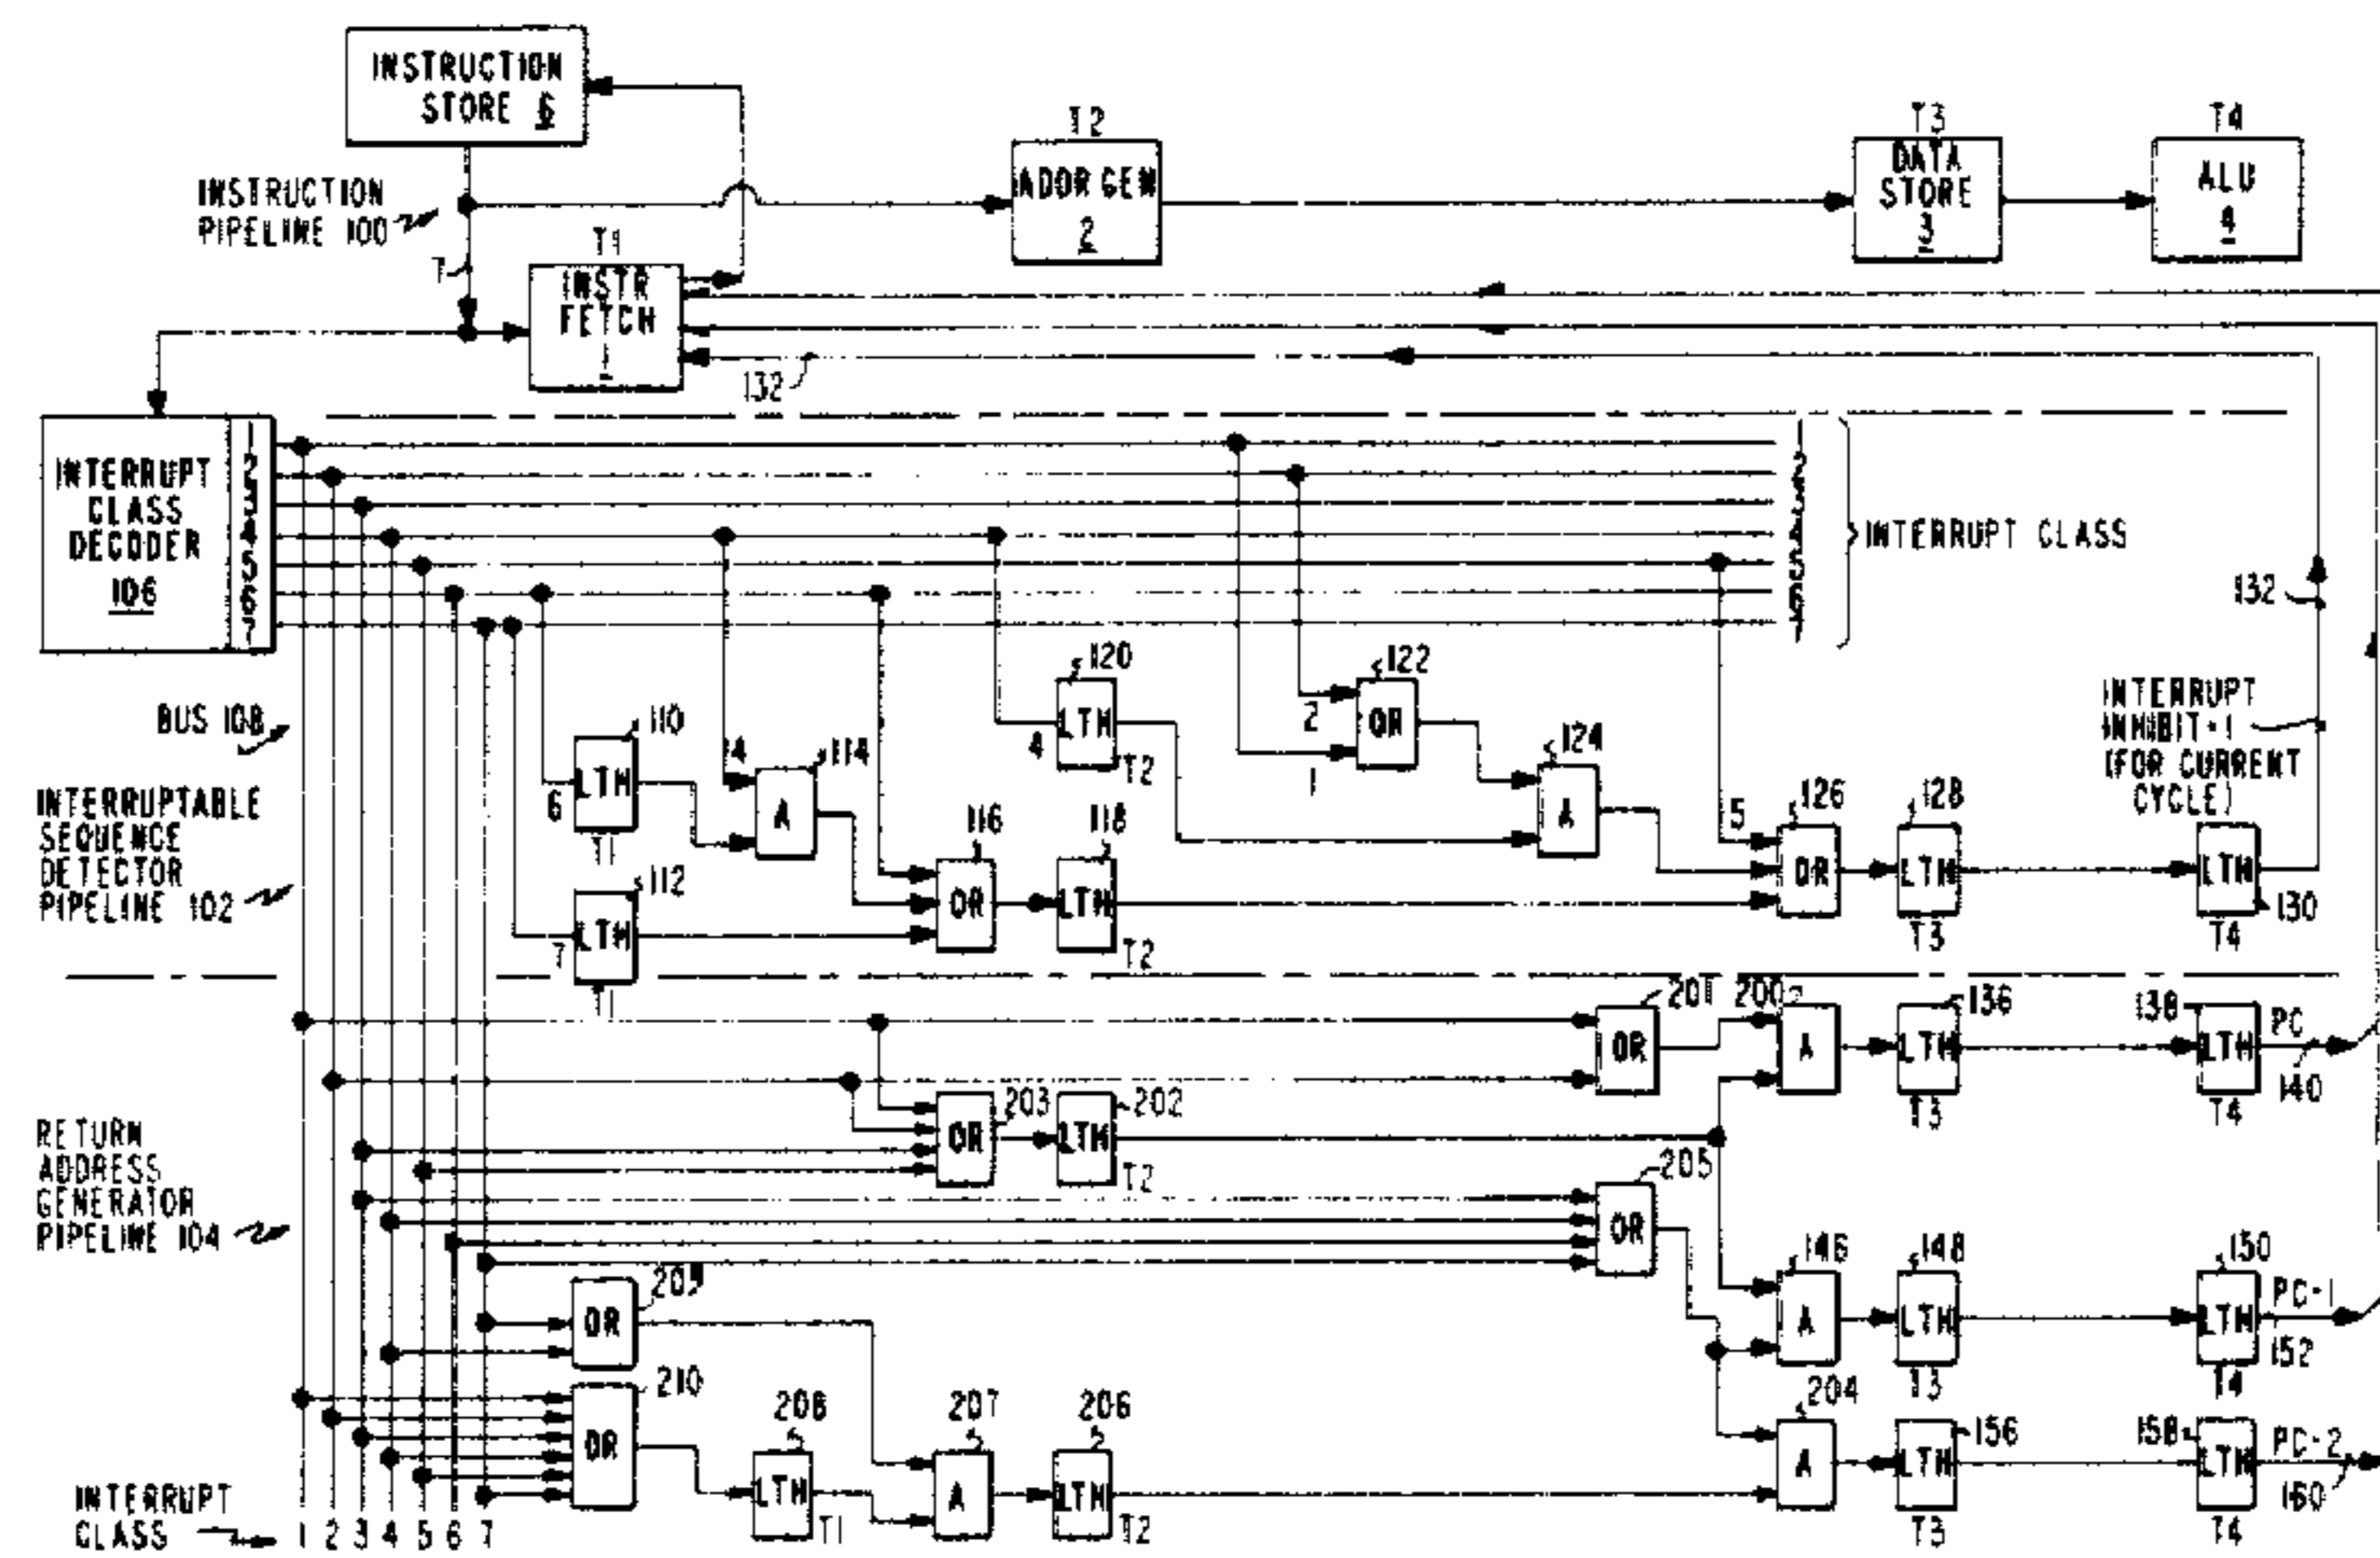 INSTRUCTION
STORE 6
T2
T3
T4
ADDR GEN
2
DATA
STORE
3
ALU
4
INSTRUCTION
PIPELINE 100
7
T1
INSTR
FETCH
1
132
INTERRUPT
CLASS
DECODER
106
1
2
3
4
5
6
7
INTERRUPT CLASS
132
BUS 108
110
LTH
6
T1
4
114
A
120
LTH
4
T2
122
OR
2
1
124
A
INTERRUPT
INHIBIT-1
(FOR CURRENT
CYCLE)
INTERRUPTABLE
SEQUENCE
DETECTOR
PIPELINE 102
112
LTH
7
T1
116
OR
118
LTH
T2
5
126
OR
128
LTH
T3
LTH
130
T4
201
OR
200
A
136
LTH
T3
138
LTH
T4
PC
140
203
OR
202
LTH
T2
RETURN
ADDRESS
GENERATOR
PIPELINE 104
205
OR
146
A
148
LTH
T3
150
LTH
T4
PC-1
152
OR
210
OR
208
LTH
T1
207
A
206
LTH
T2
204
A
156
LTH
T3
158
LTH
T4
PC-2
160
INTERRUPT
CLASS
1 2 3 4 5 6 7